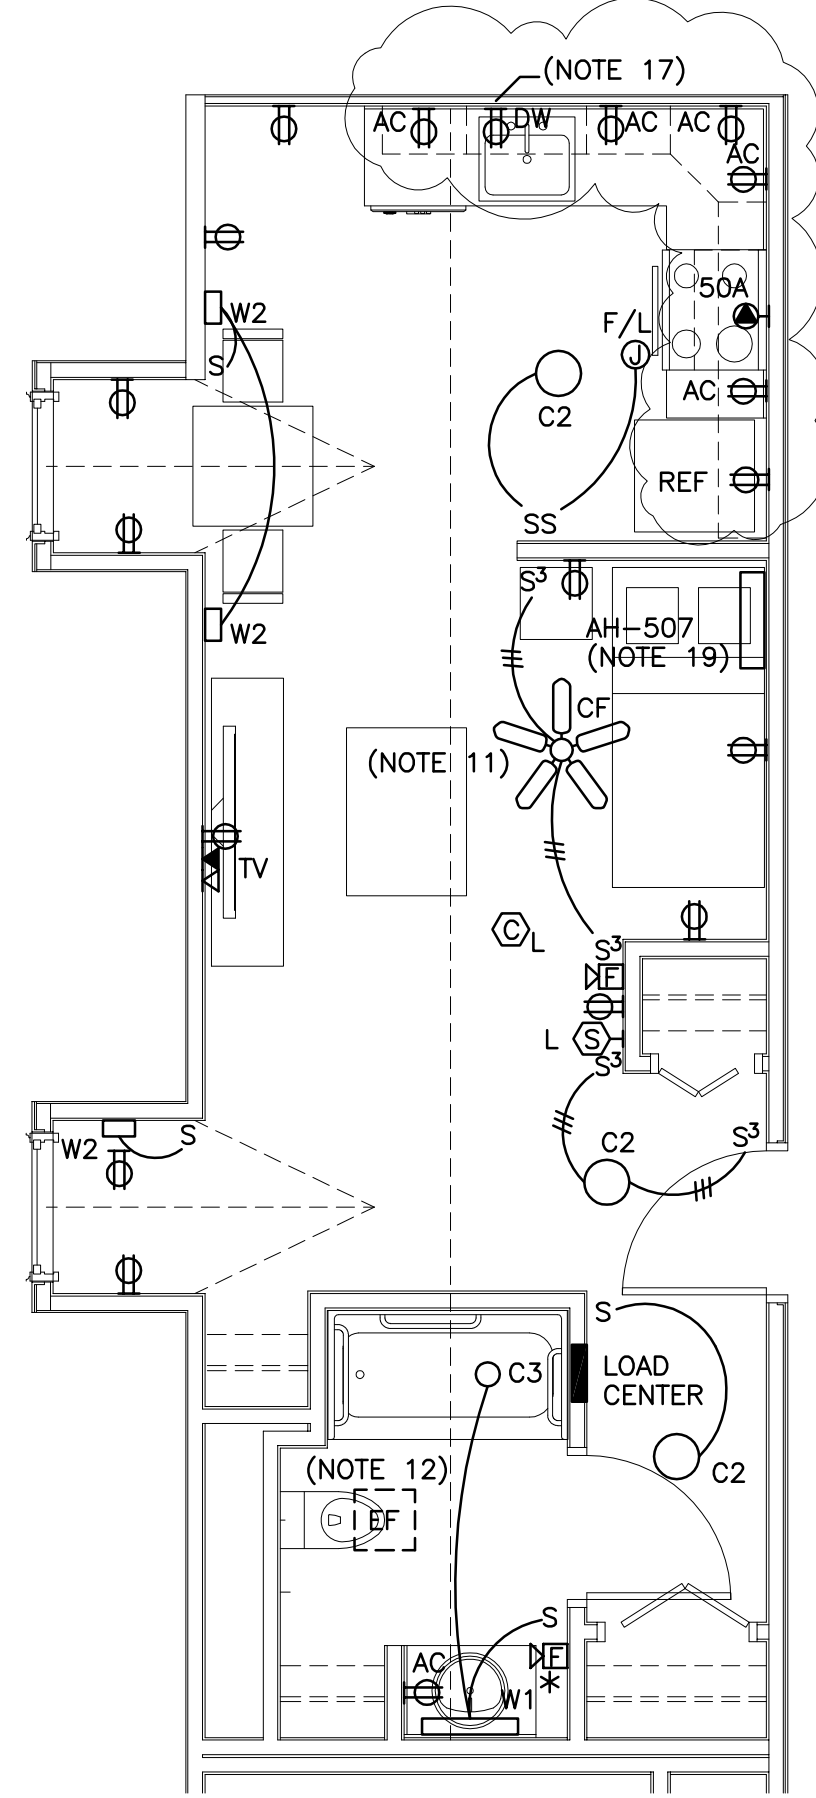 (NOTE 17)
AC
DW
AC
AC
AC
W2
50A
F/L
S
J
C2
AC
REF
SS
S3
W2
AH-507
(NOTE 19)
CF
(NOTE 11)
TV
C
L
S3
F
L
S
S3
W2
S
C2
S3
S
LOAD
CENTER
C3
C2
(NOTE 12)
EF
S
F
AC
*
W1